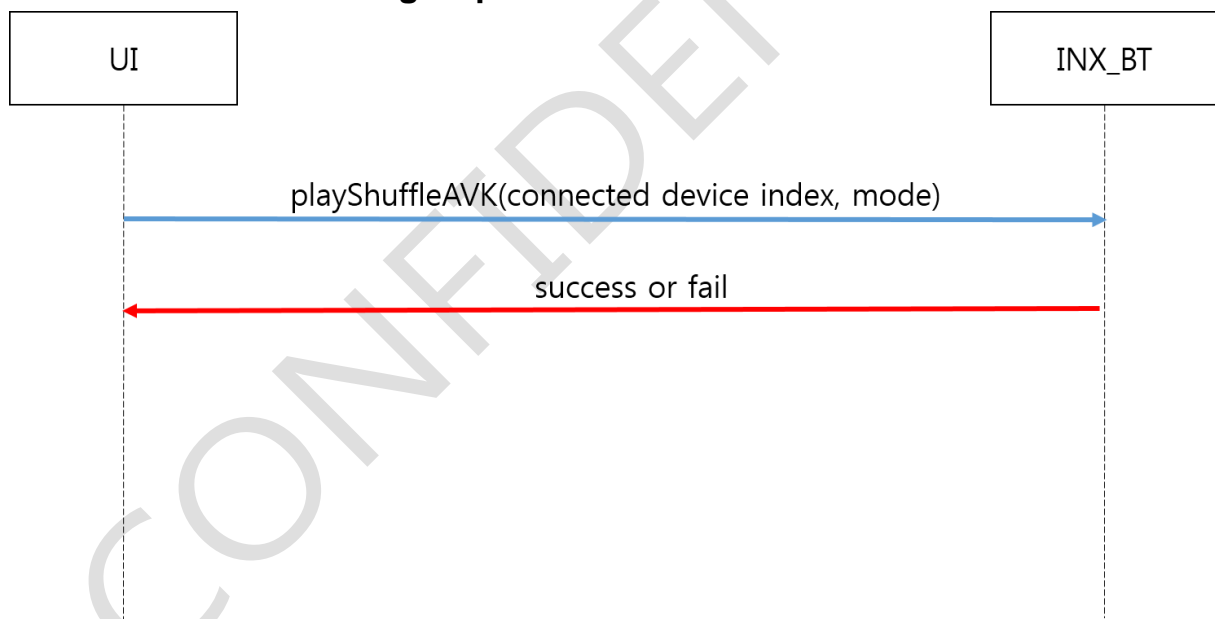 UI
INX_BT
playShuffleAVK(connected device index, mode)
success or fail